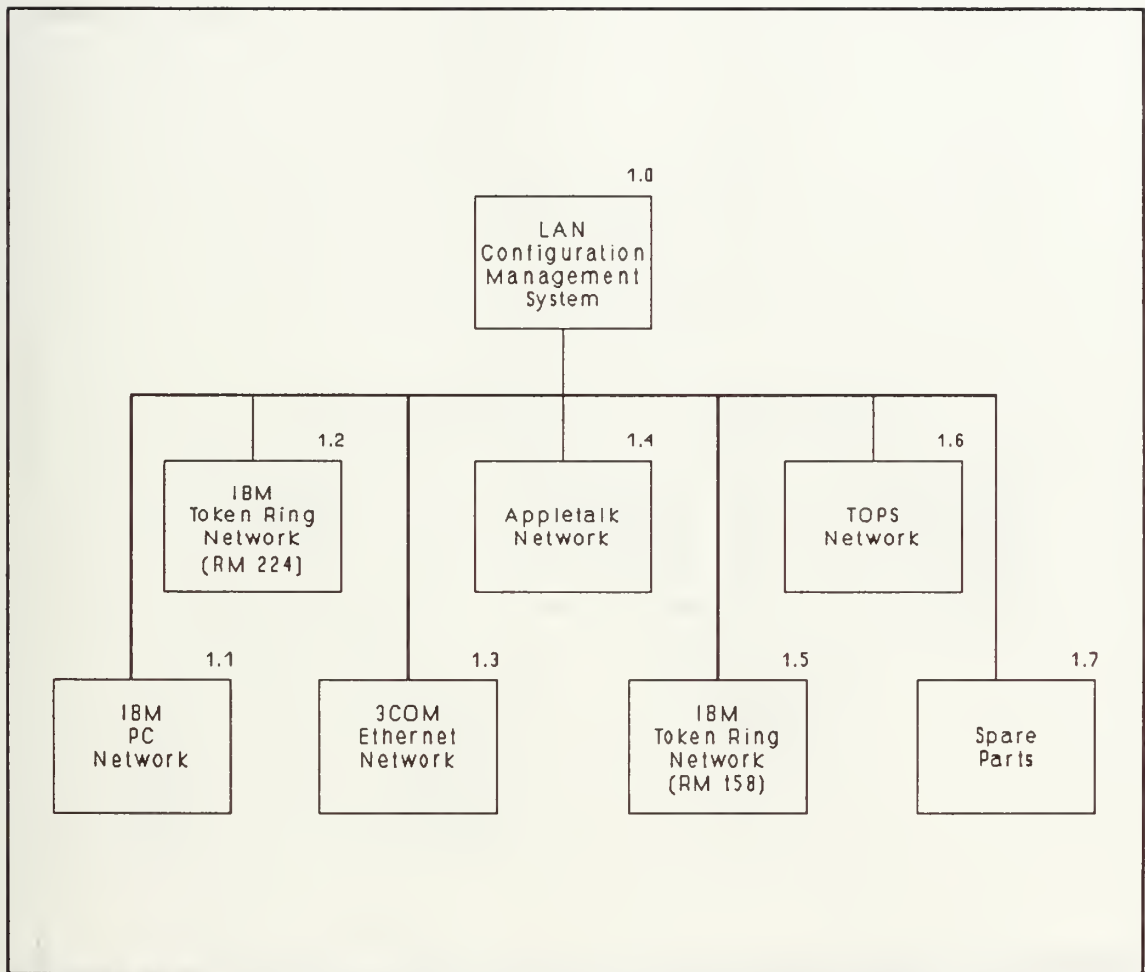 1.0
LAN
Configuration
Management
System
1.2
IBM
Token Ring
Network
(RM 224)
1.4
Appletalk
Network
1.6
TOPS
Network
1.1
IBM
PC
Network
1.3
3COM
Ethernet
Network
1.5
IBM
Token Ring
Network
(RM 158)
1.7
Spare
Parts